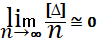 lim n→∞ [Δ]/n ≅ 0